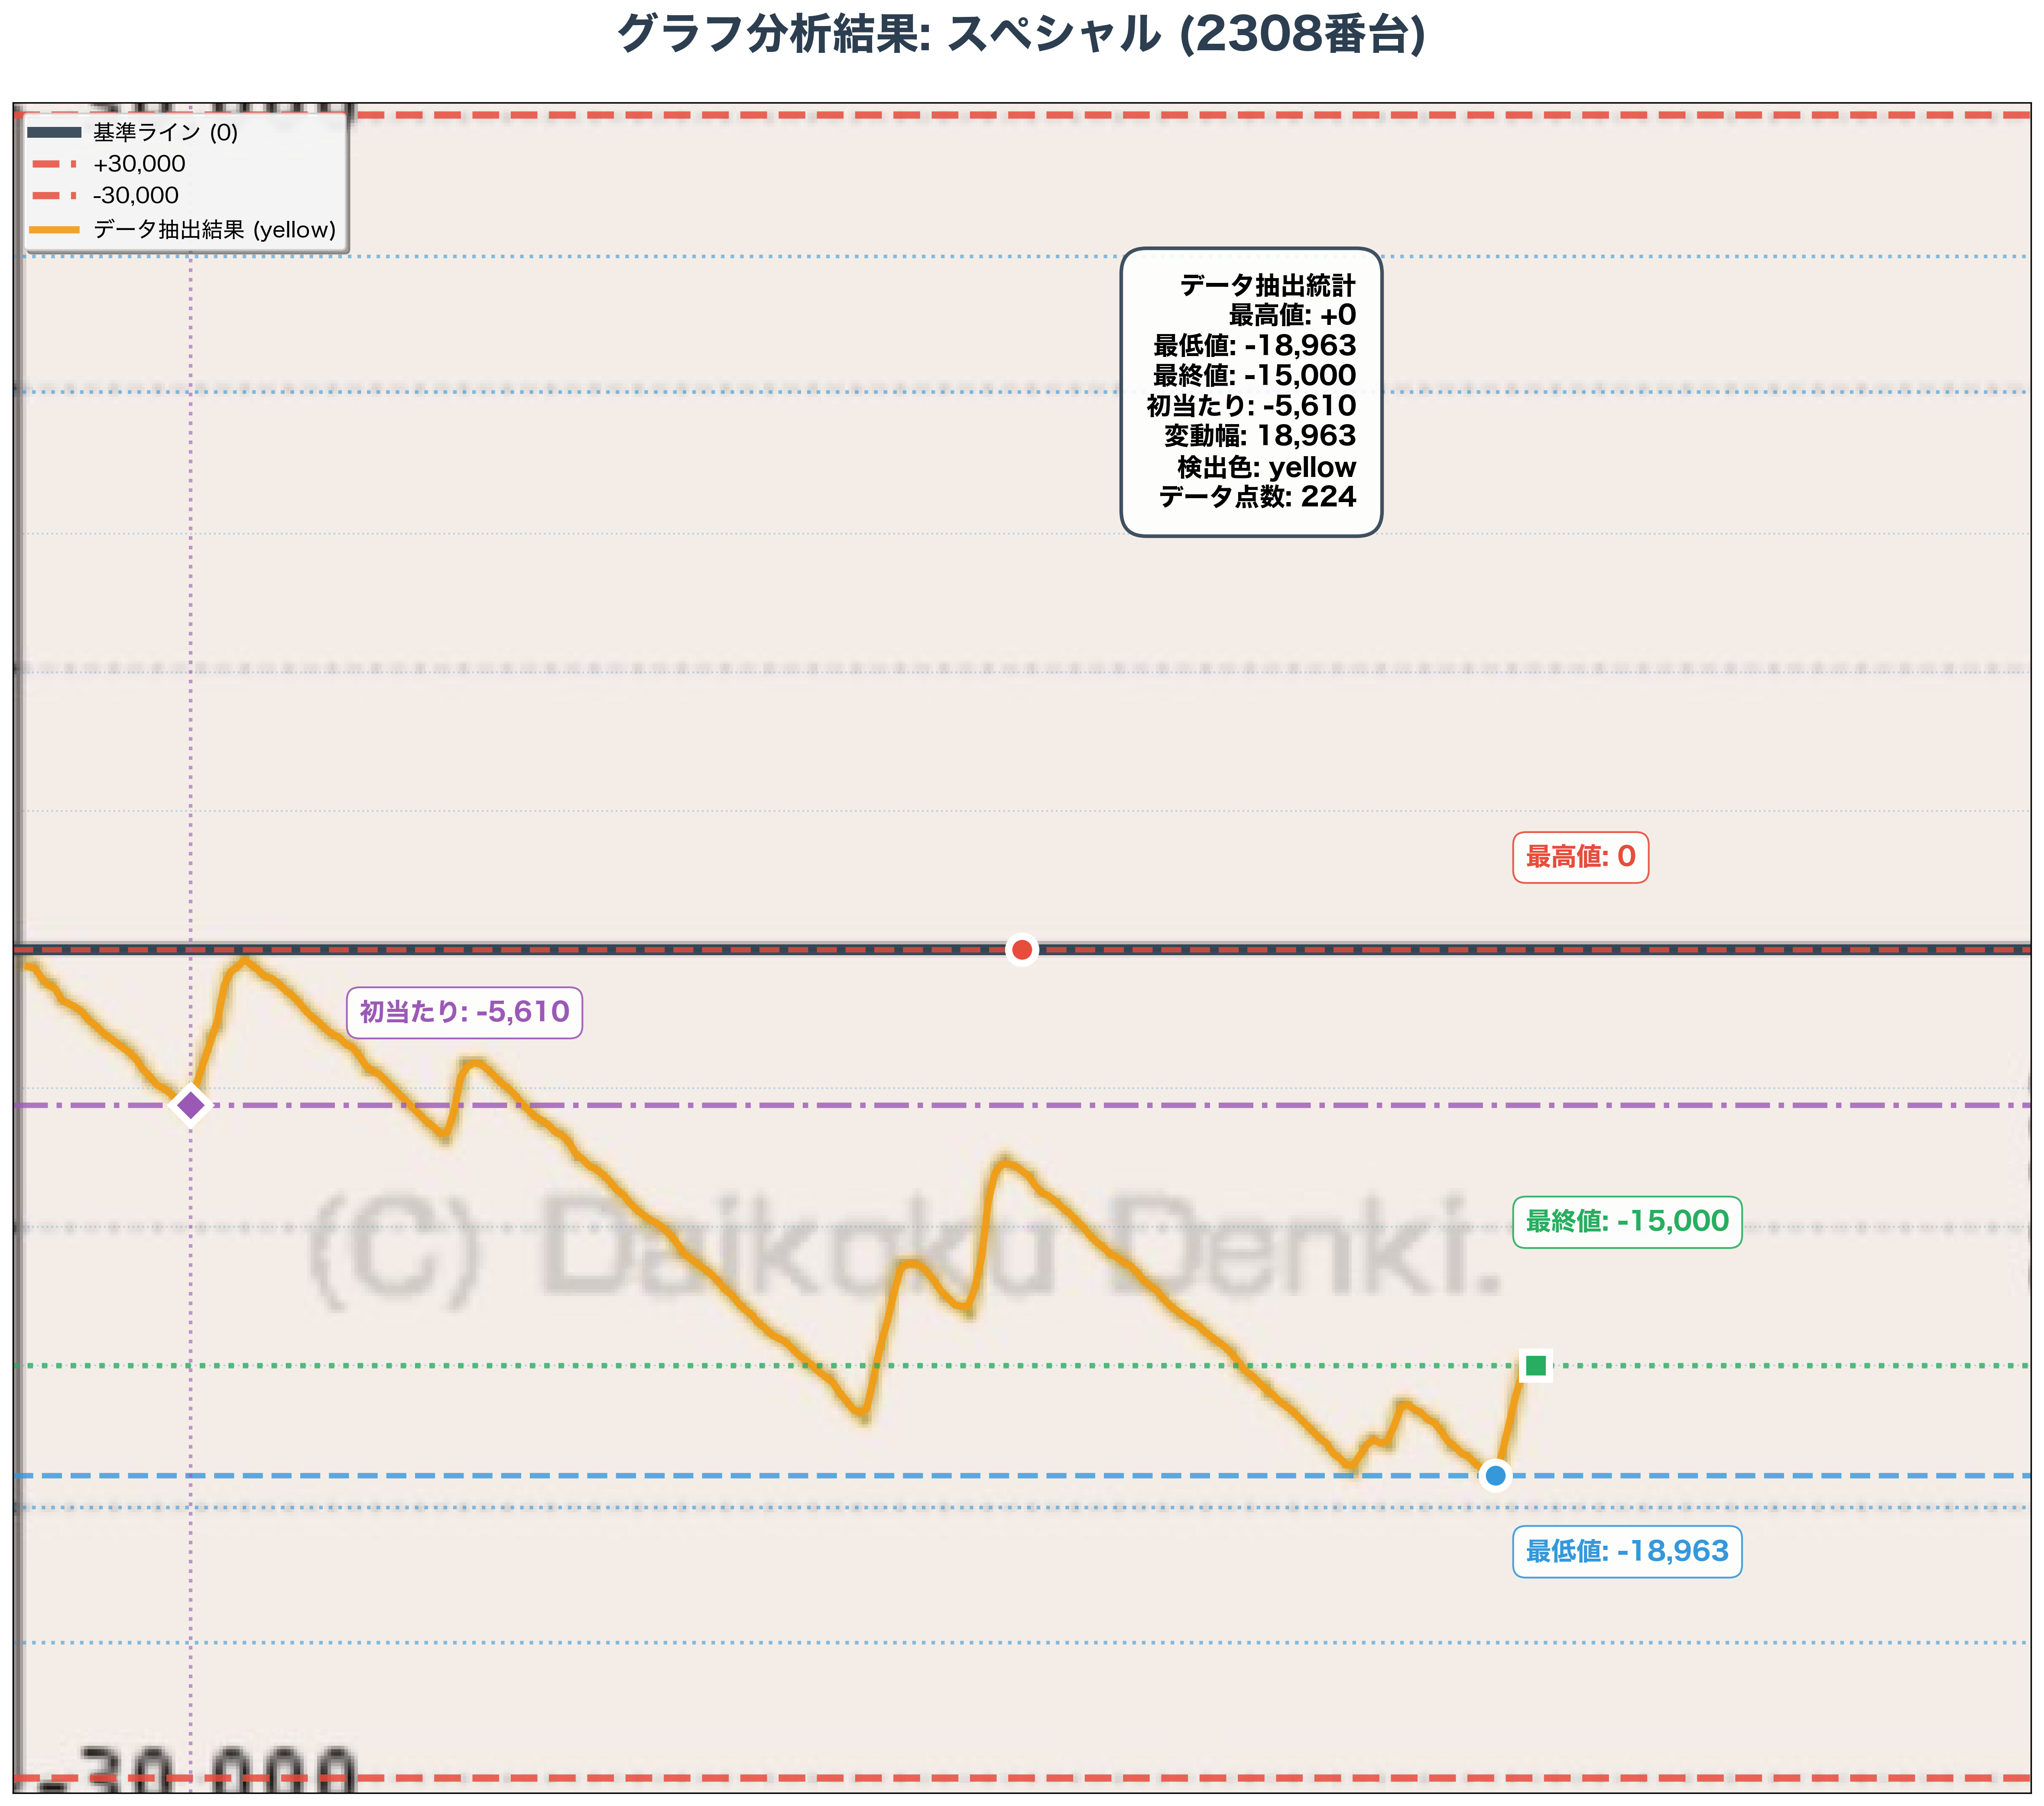 グラフ分析結果: スペシャル (2308番台)
基準ライン (0)
+30,000
-30,000
データ抽出結果 (yellow)
データ抽出統計
最高値: +0
最低値: -18,963
最終値: -15,000
初当たり: -5,610
変動幅: 18,963
検出色: yellow
データ点数: 224
最高値: 0
初当たり: -5,610
(C) Daikoku Denki.
最終値: -15,000
最低値: -18,963
-30,000